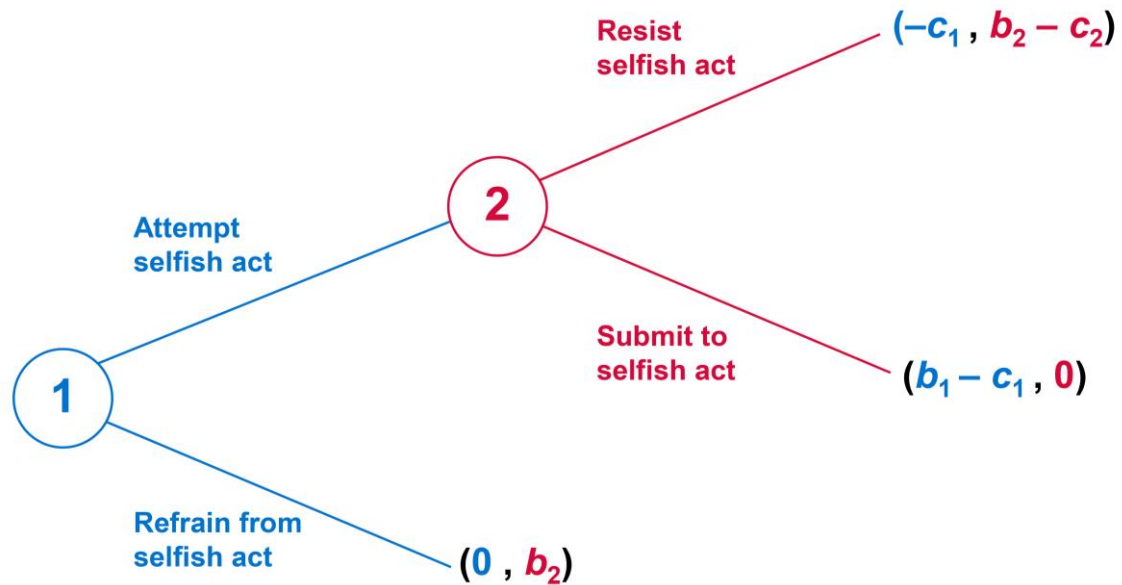 Resist
selfish act
(–c₁ , b₂ – c₂)
2
Attempt
selfish act
Submit to
selfish act
(b₁ – c₁ , 0)
1
Refrain from
selfish act
(0 , b₂)